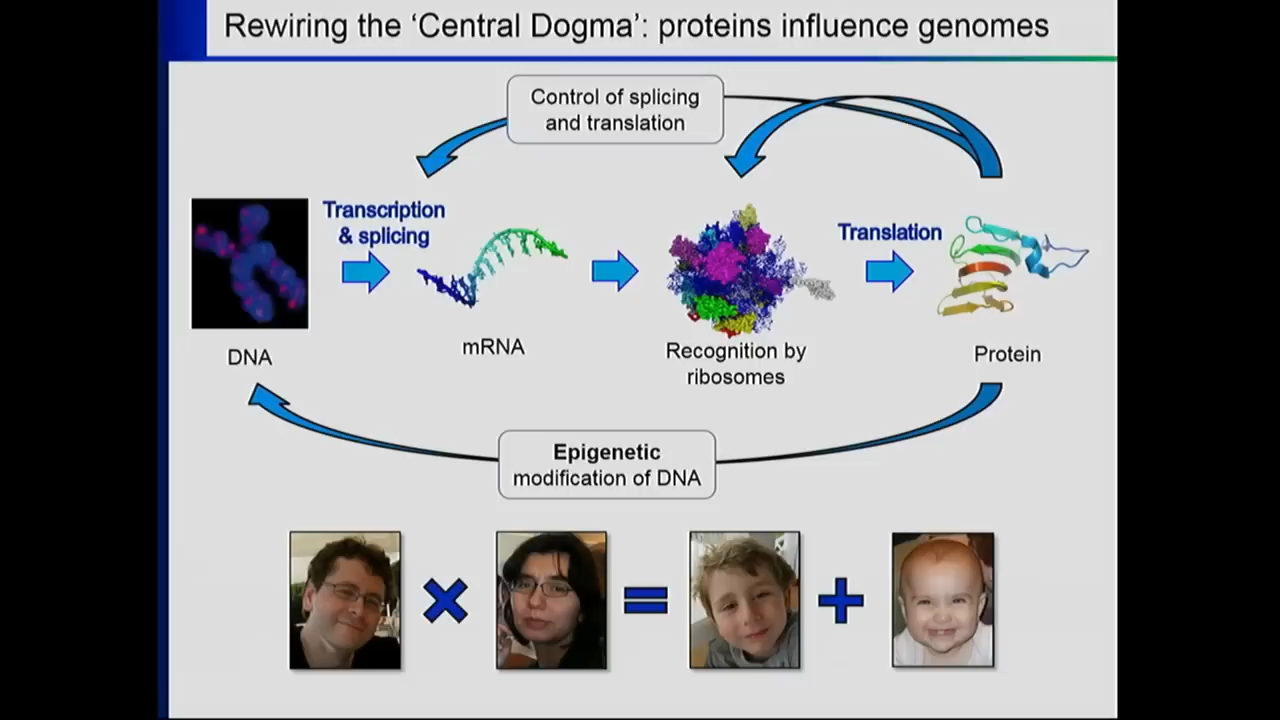 Rewiring the ‘Central Dogma’: proteins influence genomes
Control of splicing
and translation
Transcription
& splicing
Translation
DNA
mRNA
Recognition by
ribosomes
Protein
Epigenetic
modification of DNA